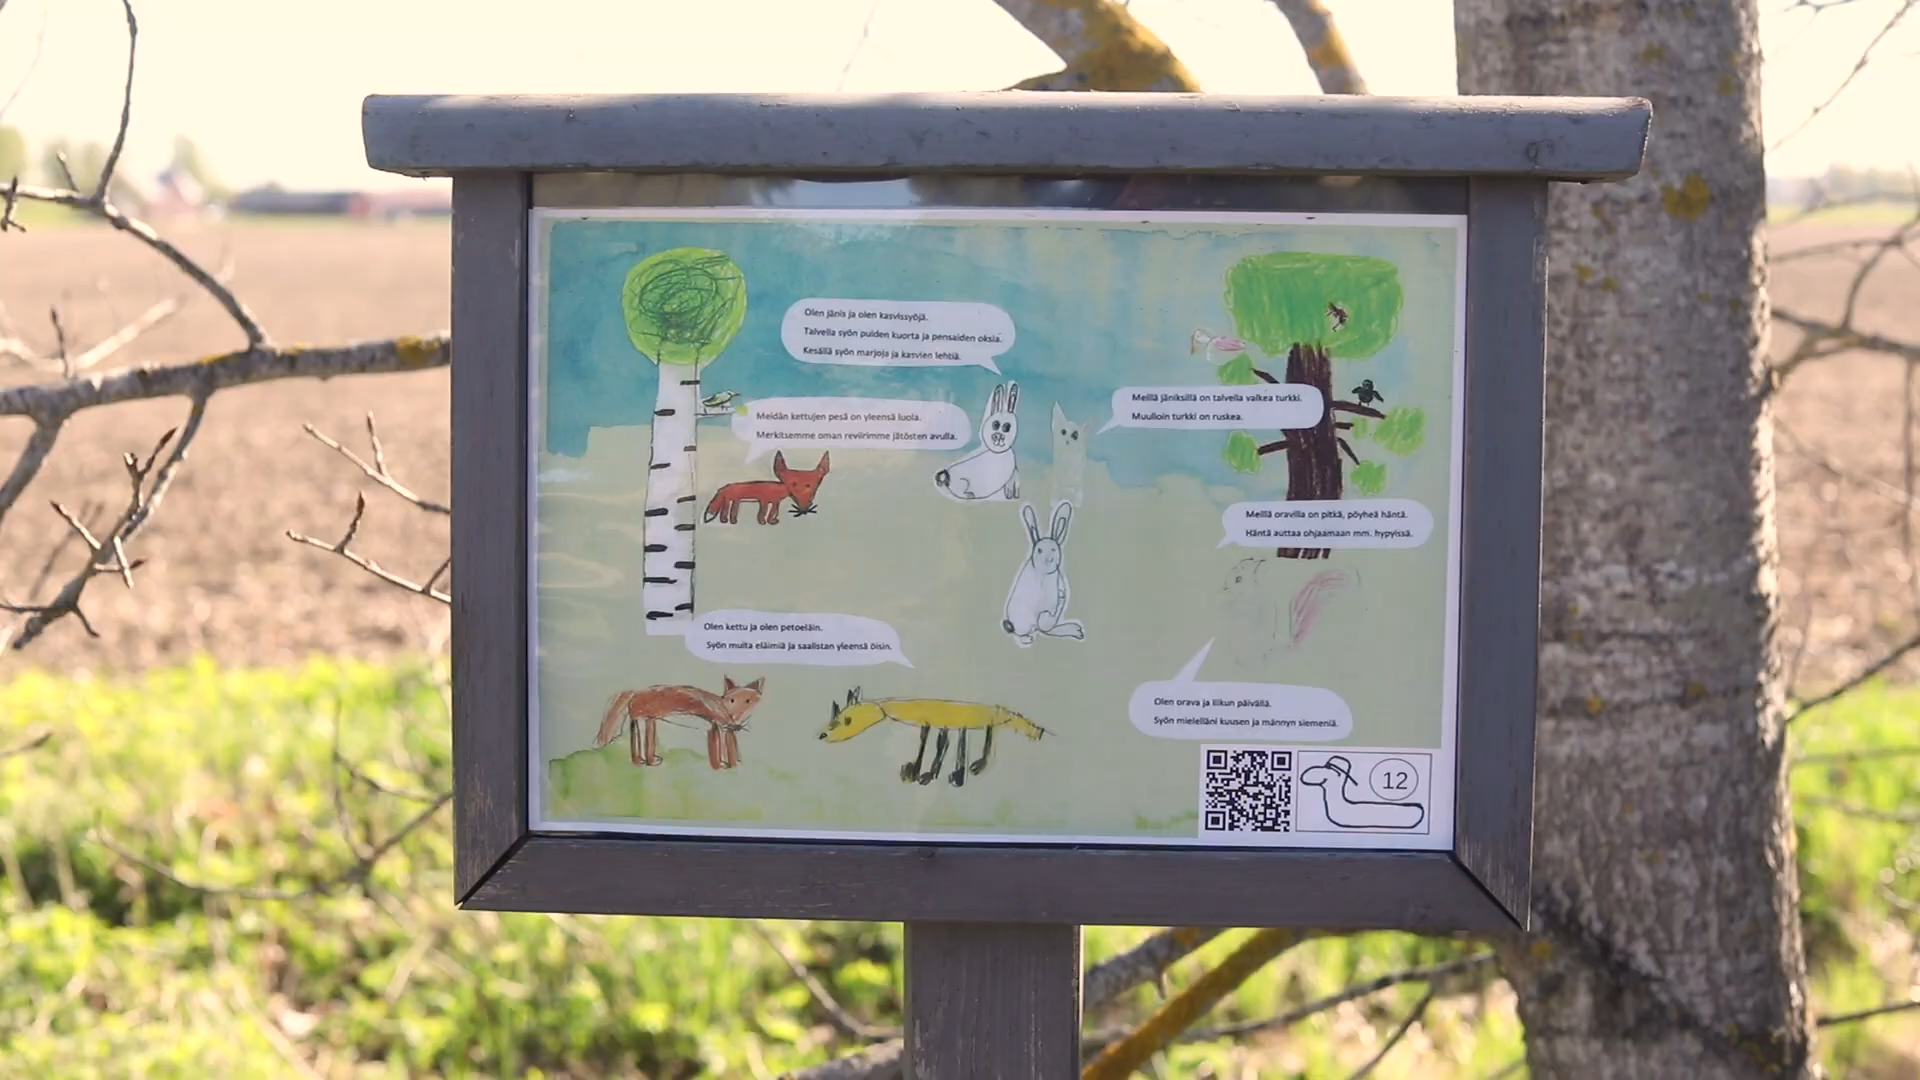 Olen jänis ja olen kasvissyöjä.
Talvella syön puiden kuorta ja pensaiden oksia.
Kesällä syön marjoja ja kasvien lehtiä.
Meillä jäniksillä on talvella valkea turkki.
Muulloin turkki on ruskea.
Meidän kettujen pesä on yleensä luola.
Merkitsemme oman reviirimme jätösten avulla.
Meillä oravilla on pitkä, pöyheä häntä.
Häntä auttaa ohjaamaan mm. hypyissä.
Olen kettu ja olen petoeläin.
Syön muita eläimiä ja saalistan yleensä öisin.
Olen orava ja liikun päivällä.
Syön mielelläni kuusen ja männyn siemeniä.
12